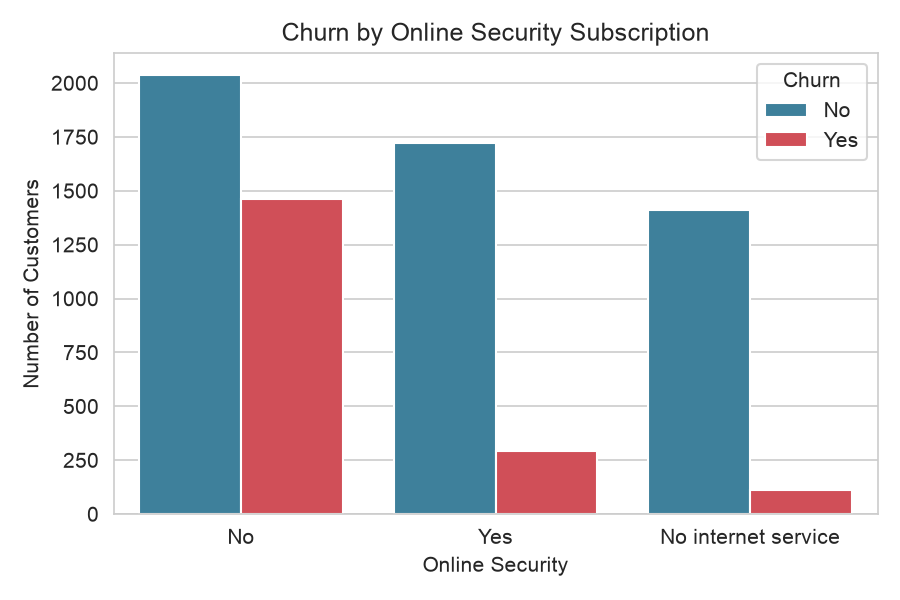 Churn by Online Security Subscription
Number of Customers
2000
1750
1500
1250
1000
750
500
250
0
Churn
No
Yes
No
Yes
No internet service
Online Security